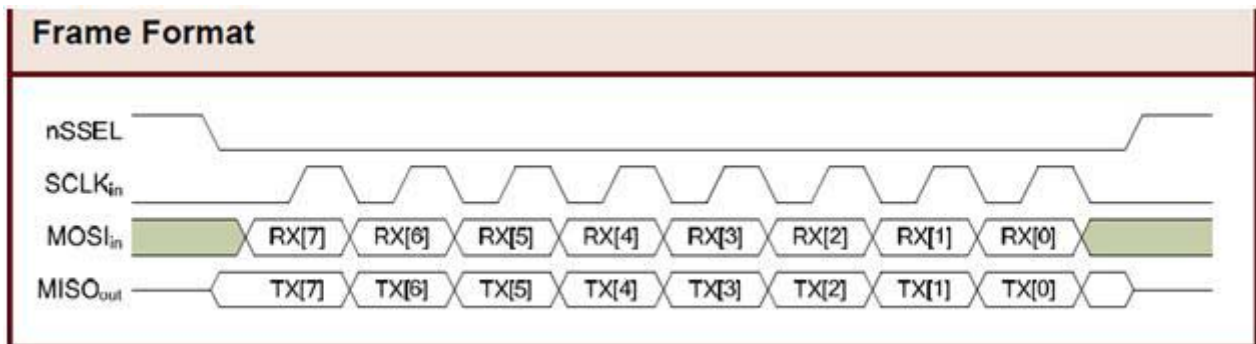 Frame Format
nSSEL
SCLKin
MOSIin RX[7] RX[6] RX[5] RX[4] RX[3] RX[2] RX[1] RX[0]
MISOout TX[7] TX[6] TX[5] TX[4] TX[3] TX[2] TX[1] TX[0]